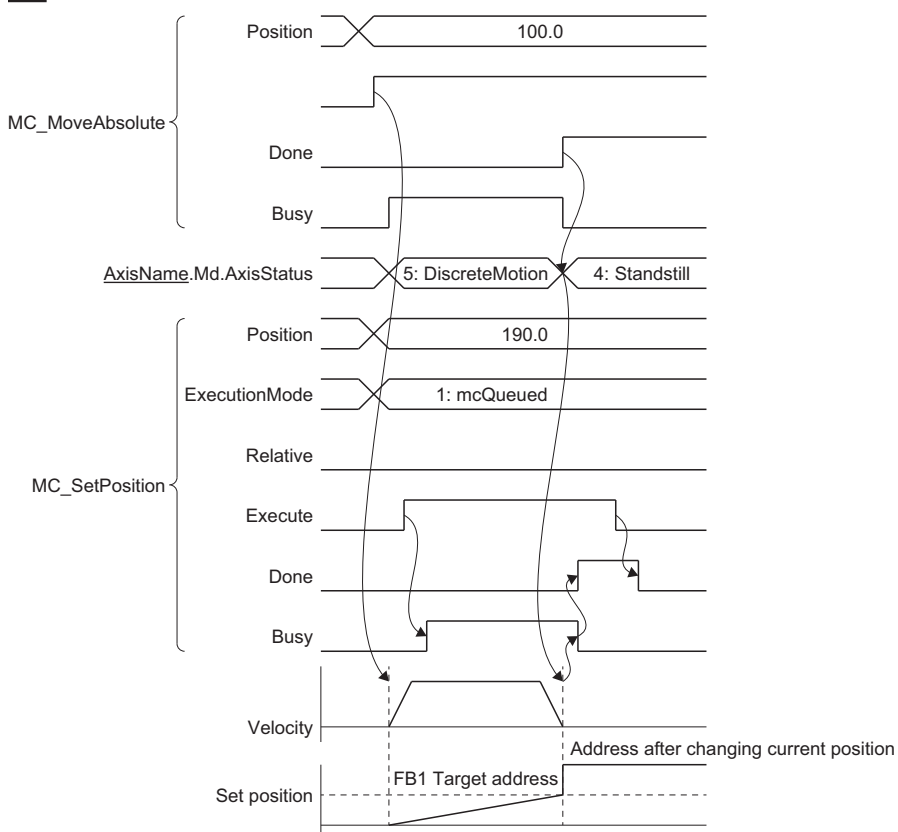 Position
100.0
MC_MoveAbsolute
Done
Busy
AxisName.Md.AxisStatus
5: DiscreteMotion
4: Standstill
Position
190.0
ExecutionMode
1: mcQueued
Relative
MC_SetPosition
Execute
Done
Busy
Velocity
Address after changing current position
FB1 Target address
Set position